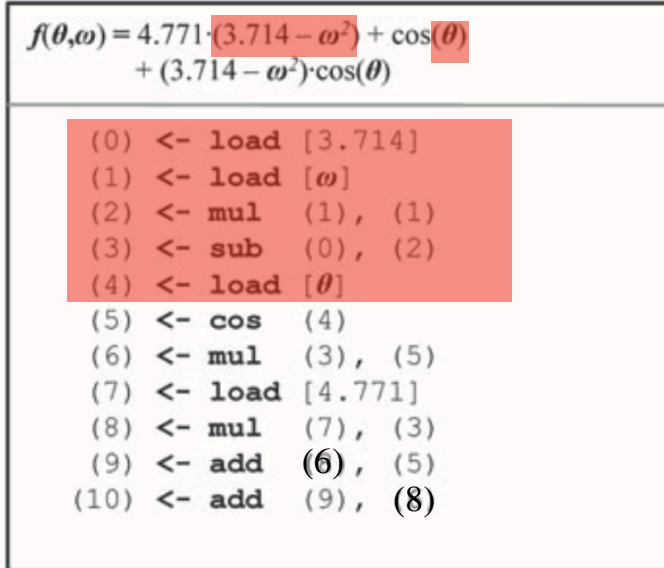 f(θ,ω) = 4.771·(3.714 – ω²) + cos(θ)
+ (3.714 – ω²)·cos(θ)
(0) <- load [3.714]
(1) <- load [ω]
(2) <- mul (1), (1)
(3) <- sub (0), (2)
(4) <- load [θ]
(5) <- cos (4)
(6) <- mul (3), (5)
(7) <- load [4.771]
(8) <- mul (7), (3)
(9) <- add (6), (5)
(10) <- add (9), (8)